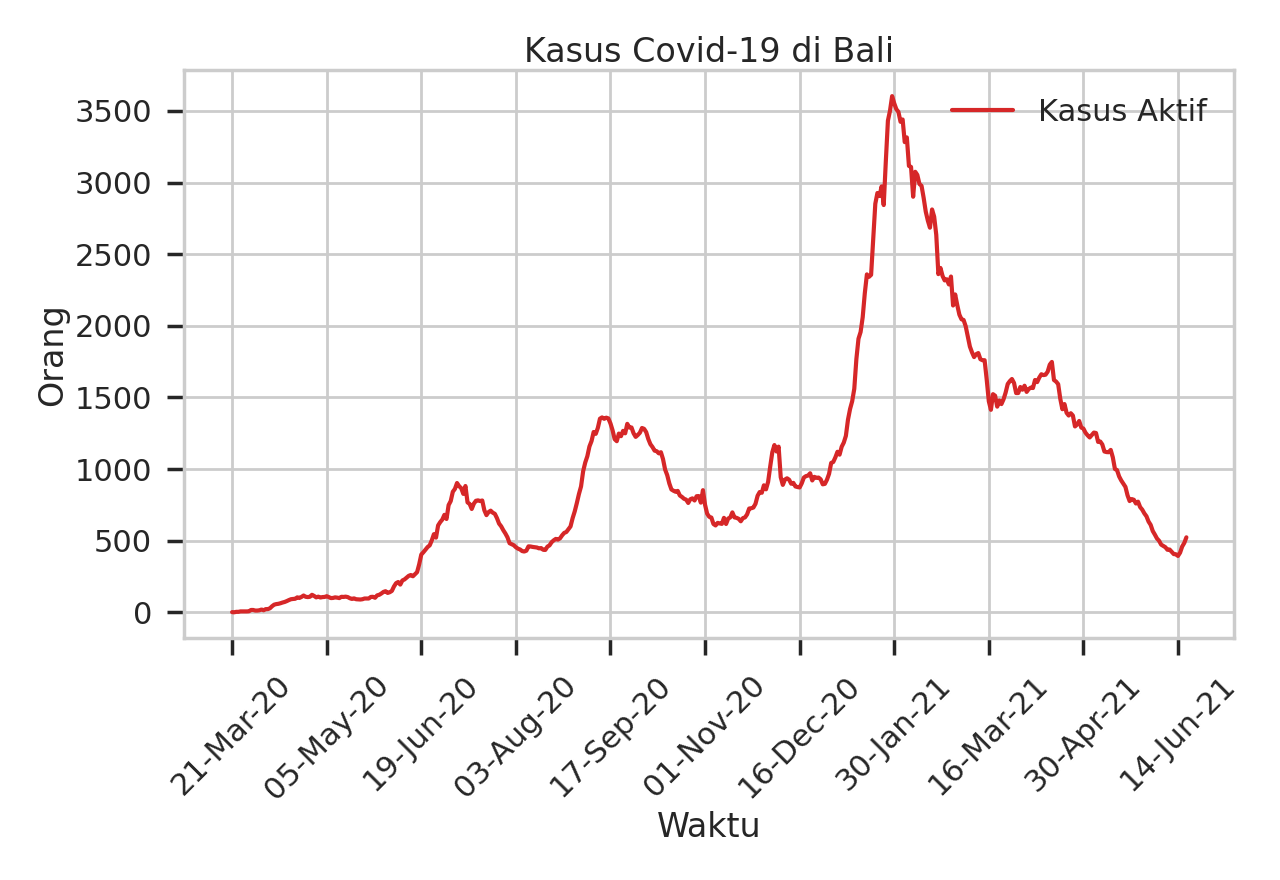 Kasus Covid-19 di Bali
Kasus Aktif
Orang
3500
3000
2500
2000
1500
1000
500
0
21-Mar-20
05-May-20
19-Jun-20
03-Aug-20
17-Sep-20
01-Nov-20
16-Dec-20
30-Jan-21
16-Mar-21
30-Apr-21
14-Jun-21
Waktu